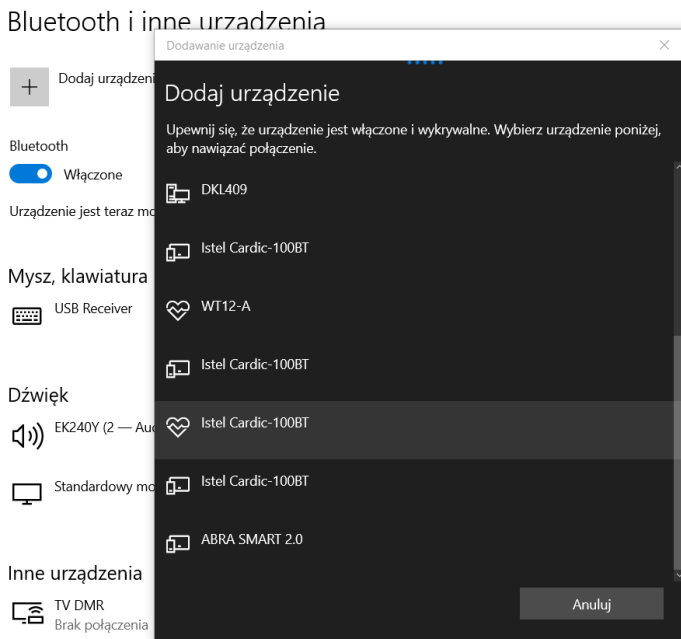 Bluetooth i inne urządzenia
Dodawanie urządzenia
Dodaj urządzeni
Bluetooth
Włączone
Urządzenie jest teraz mo
Mysz, klawiatura
USB Receiver
Dźwięk
EK240Y (2 — Aud
Standardowy mo
Inne urządzenia
TV DMR
Brak połączenia
Dodaj urządzenie
Upewnij się, że urządzenie jest włączone i wykrywalne. Wybierz urządzenie poniżej,
aby nawiązać połączenie.
DKL409
Istel Cardic-100BT
WT12-A
Istel Cardic-100BT
Istel Cardic-100BT
Istel Cardic-100BT
ABRA SMART 2.0
Anuluj